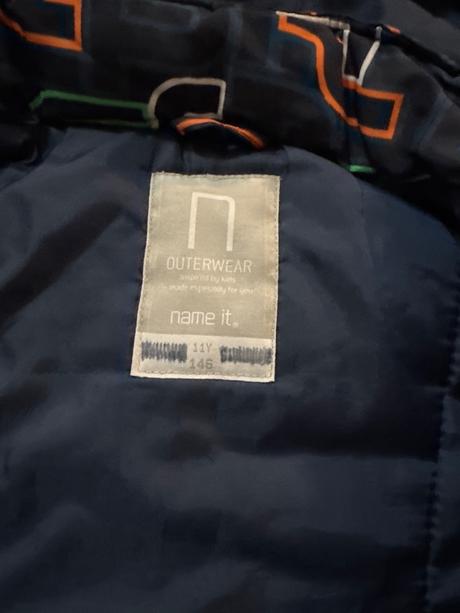 n
OUTERWEAR
inspired by kids
made especially for you
name it.
11Y
146